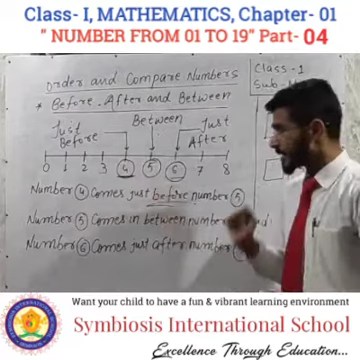 Class- I, MATHEMATICS, Chapter- 01
" NUMBER FROM 01 TO 19" Part- 04
Order and Compare Numbers
* Before, After and Between
Class-1
Sub-
Just Before
Between
Just After
0 1 2 3 4 5 6 7 8
Number 4 Comes just before number 5
Number 5 Comes in between number
Number 6 Comes just after number
Want your child to have a fun & vibrant learning environment
Symbiosis International School
Excellence Through Education...